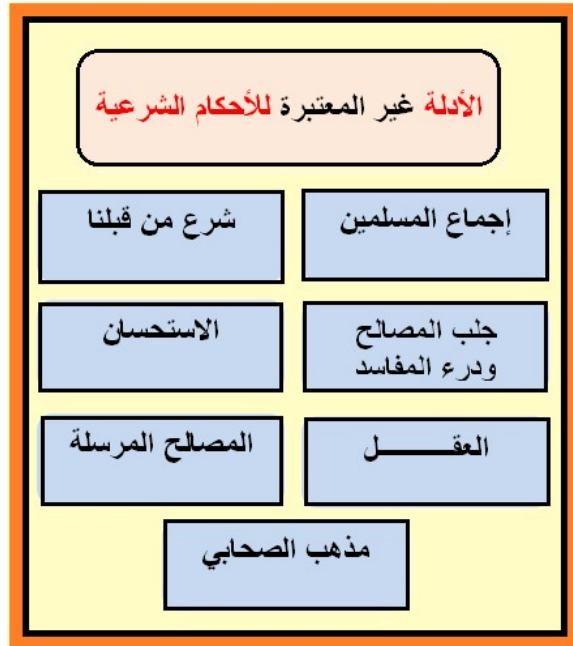 الأدلة غير المعتبرة للأحكام الشرعية
إجماع المسلمين
شرع من قبلنا
جلب المصالح
ودرء المفاسد
الاستحسان
العقـــــــل
المصالح المرسلة
مذهب الصحابي